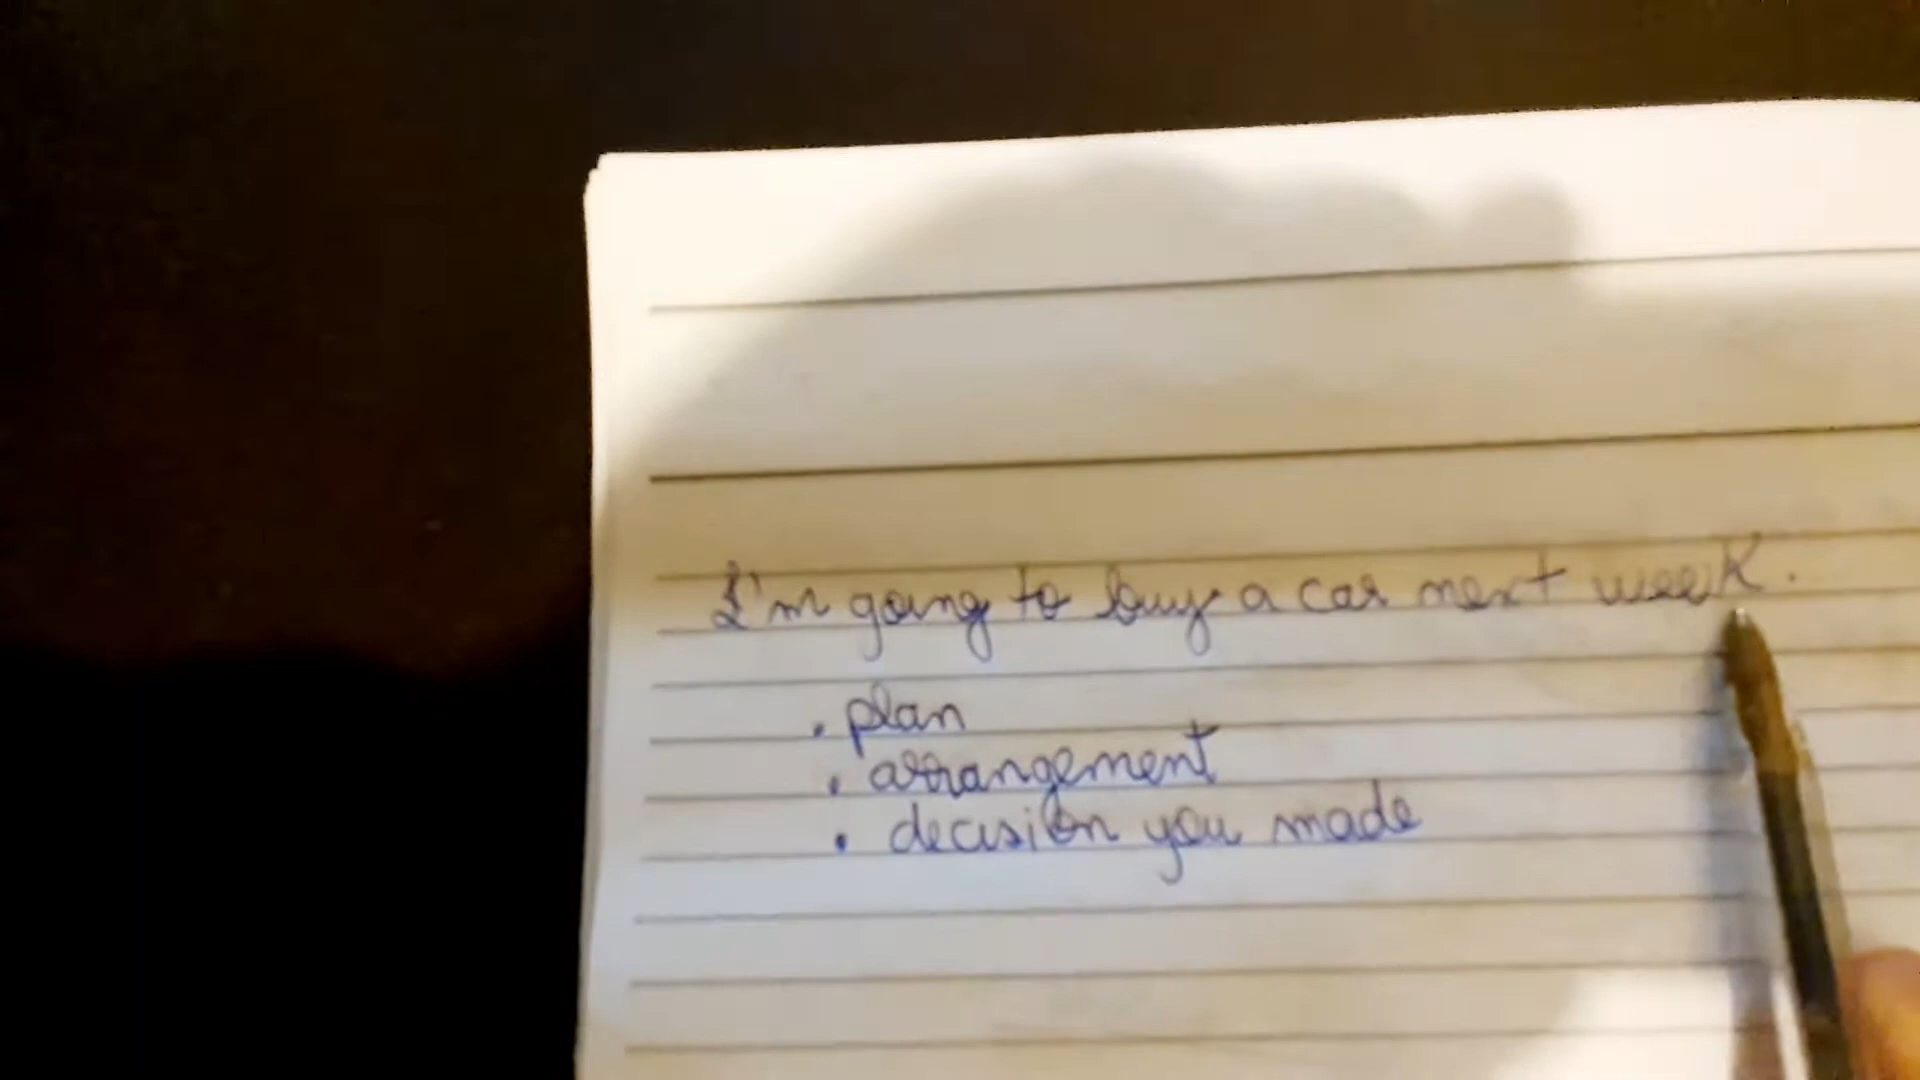 I'm going to buy a car next week.
. plan
. arrangement
. decision you made